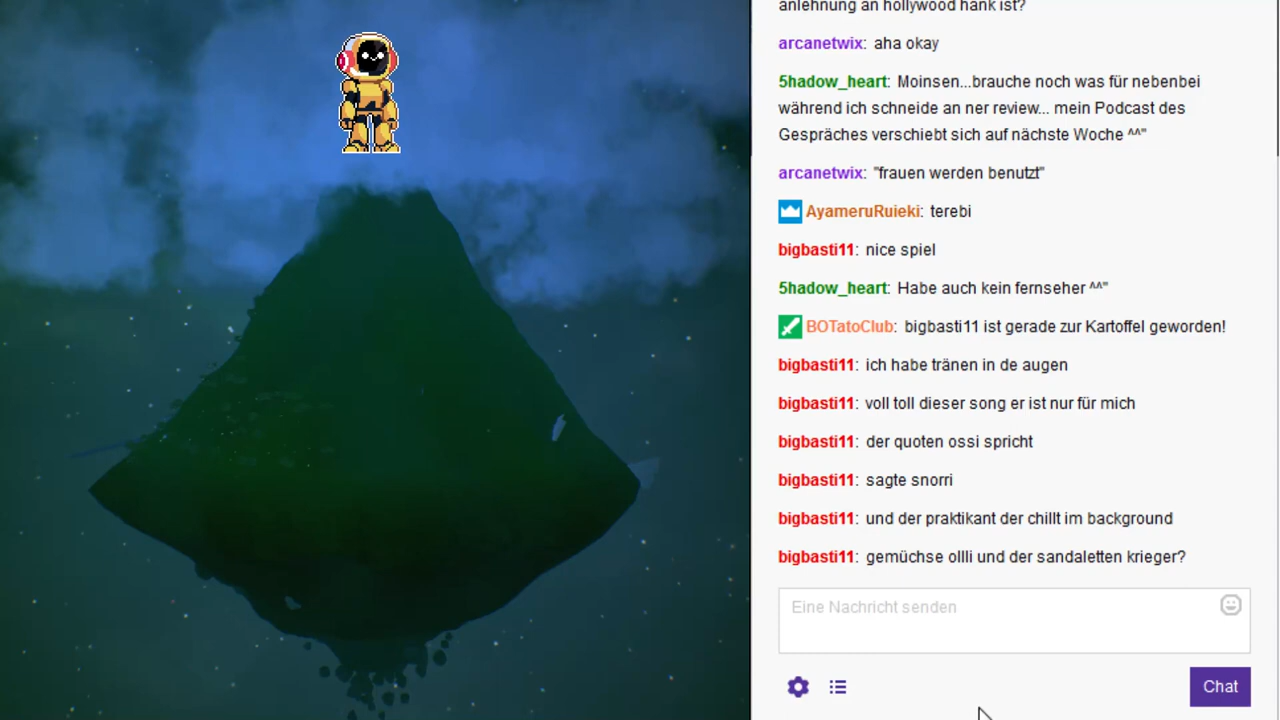 anlehnung an hollywood hank ist?
arcanetwix: aha okay
5hadow_heart: Moinsen...brauche noch was für nebenbei
während ich schneide an ner review... mein Podcast des
Gespräches verschiebt sich auf nächste Woche ^^"
arcanetwix: "frauen werden benutzt"
AyameruRuieki: terebi
bigbasti11: nice spiel
5hadow_heart: Habe auch kein fernseher ^^"
BOTatoClub: bigbasti11 ist gerade zur Kartoffel geworden!
bigbasti11: ich habe tränen in de augen
bigbasti11: voll toll dieser song er ist nur für mich
bigbasti11: der quoten ossi spricht
bigbasti11: sagte snorri
bigbasti11: und der praktikant der chillt im background
bigbasti11: gemüchse ollli und der sandaletten krieger?
Eine Nachricht senden
Chat